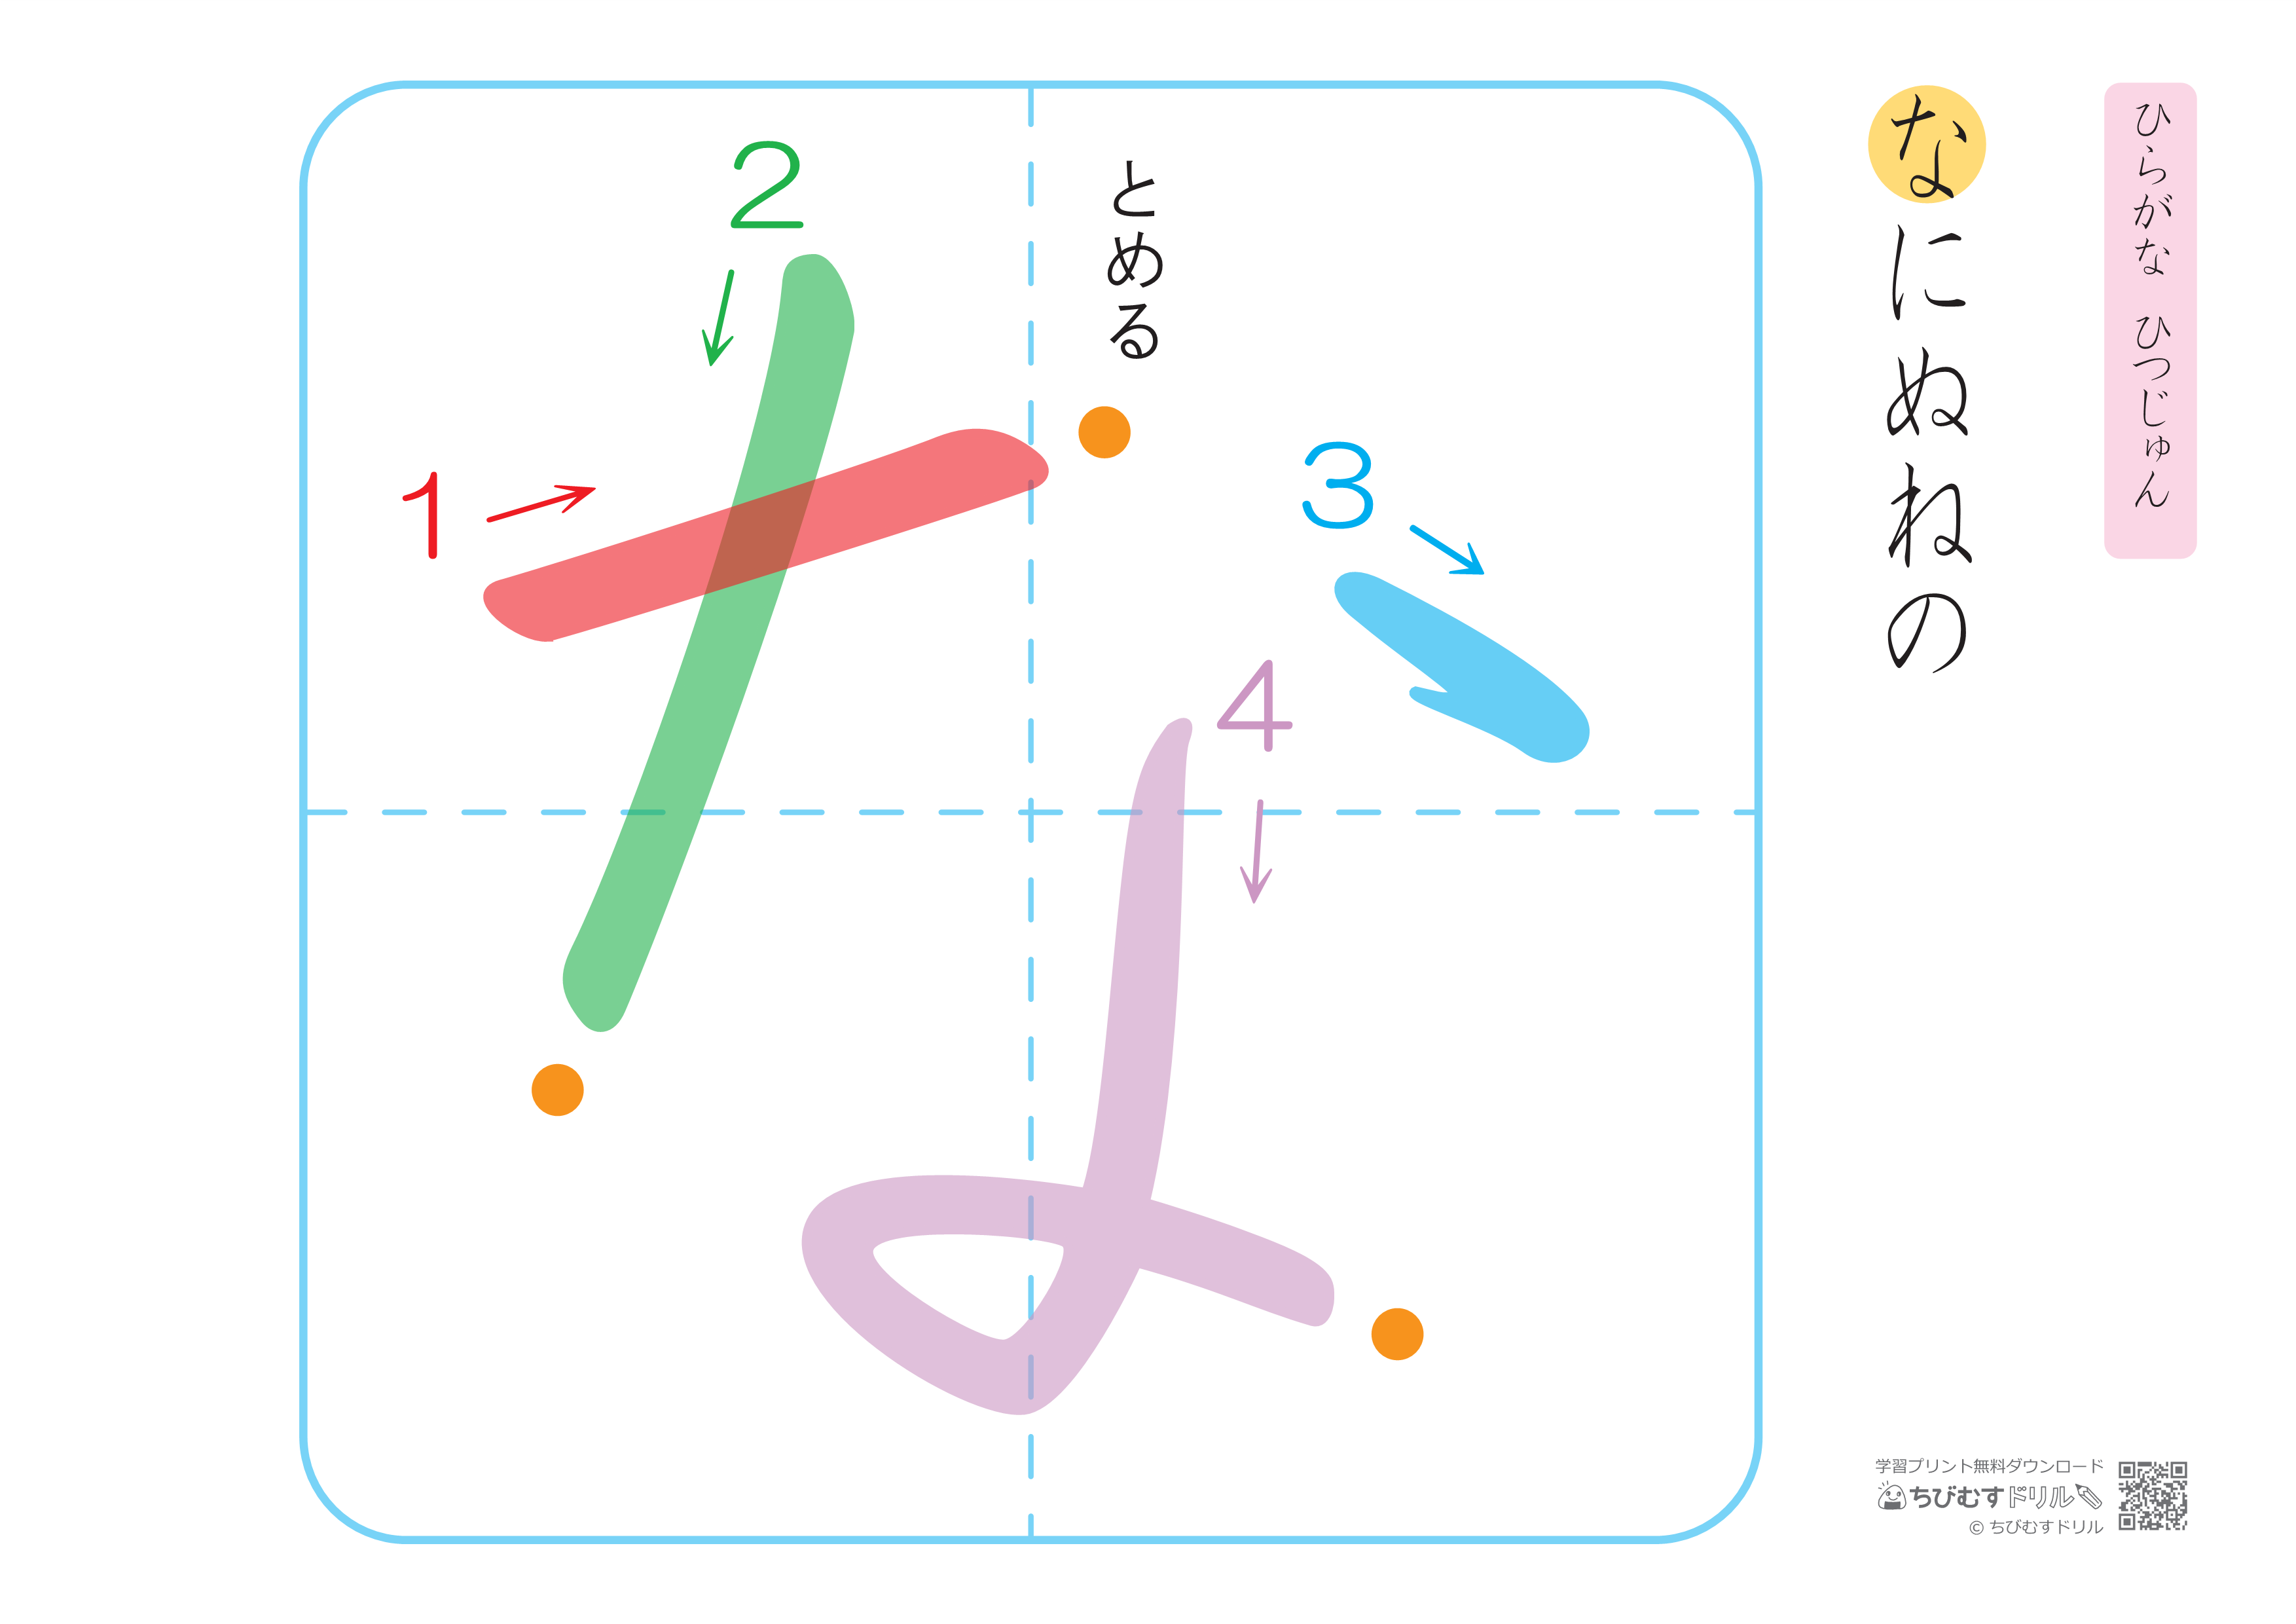 ひらがな ひつじゅん
なにぬねの
とめる
1
2
3
4
な
学習プリント無料ダウンロード
ちびむすドリル
© ちびむすドリル